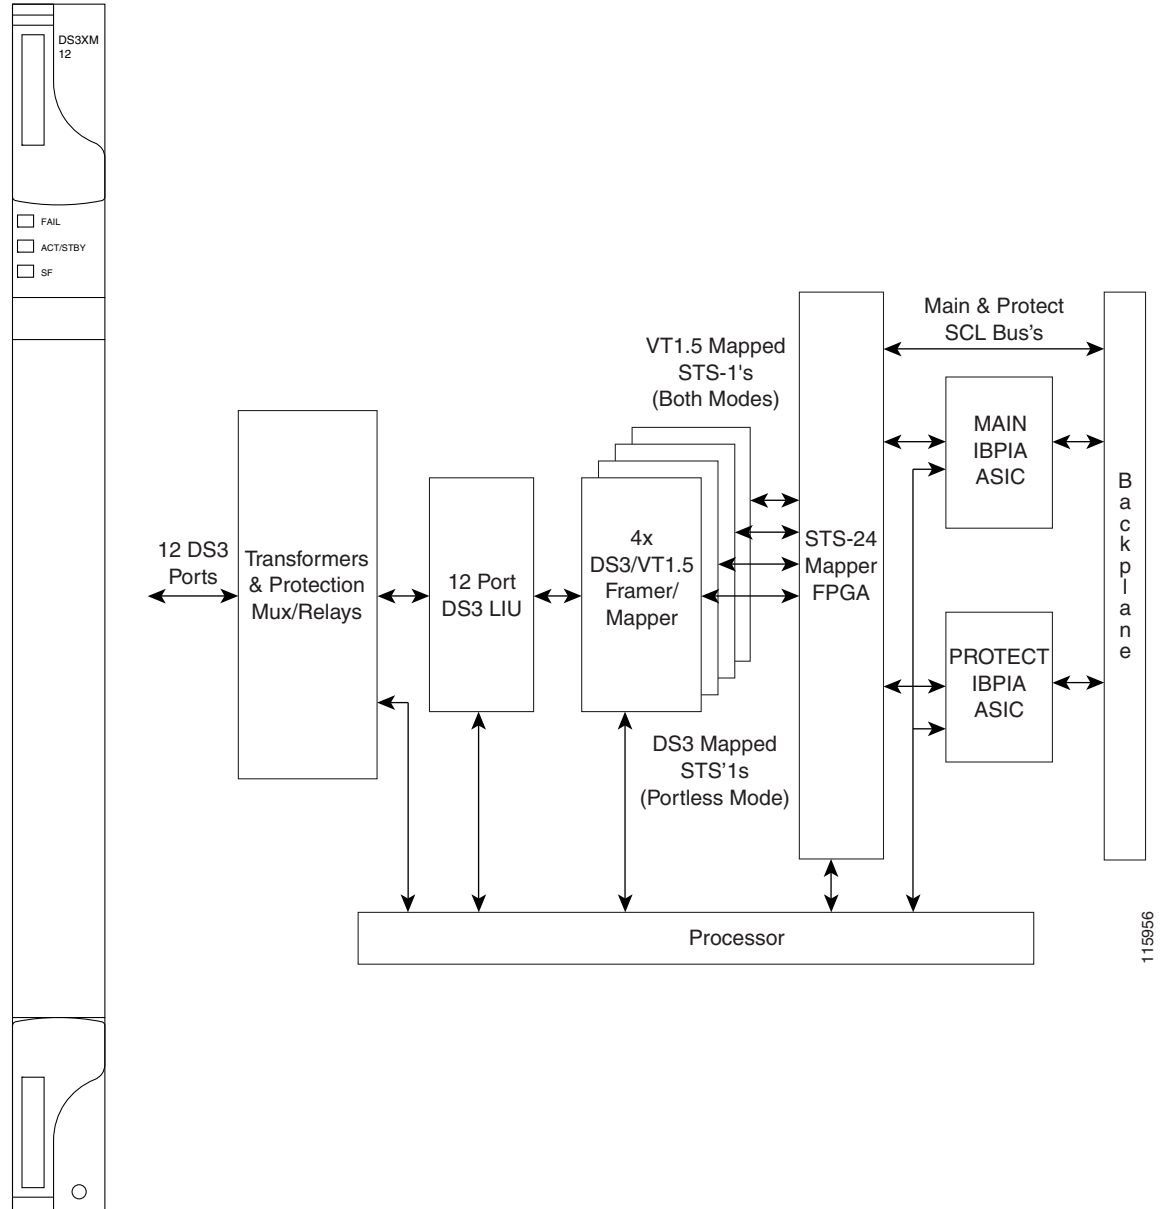 DS3XM
12
FAIL
ACT/STBY
SF
Main & Protect
SCL Bus's
VT1.5 Mapped
STS-1's
(Both Modes)
MAIN
IBPIA
ASIC
Backplane
12 DS3
Ports
Transformers
& Protection
Mux/Relays
12 Port
DS3 LIU
4x
DS3/VT1.5
Framer/
Mapper
STS-24
Mapper
FPGA
PROTECT
IBPIA
ASIC
DS3 Mapped
STS'1s
(Portless Mode)
Processor
115956